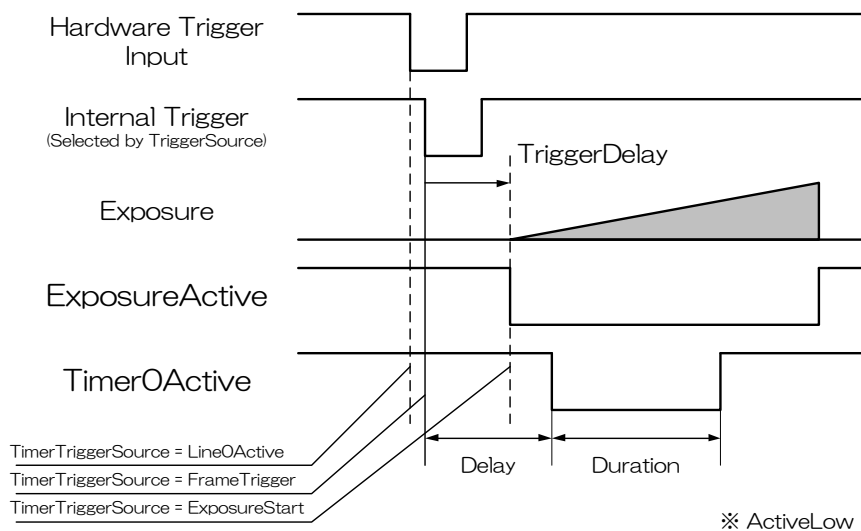 Hardware Trigger
Input
Internal Trigger
(Selected by TriggerSource)
TriggerDelay
Exposure
ExposureActive
Timer0Active
TimerTriggerSource = Line0Active
TimerTriggerSource = FrameTrigger
TimerTriggerSource = ExposureStart
Delay
Duration
※ ActiveLow